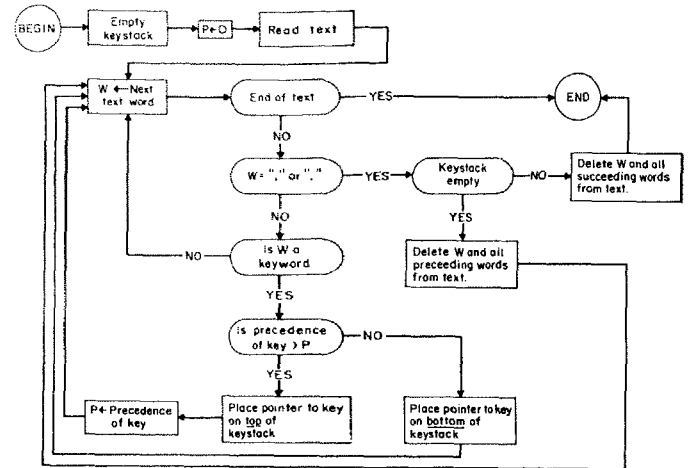 BEGIN
Empty
keystack
P←O
Read text
W ← Next
text word
End of text
YES
END
NO
W= "," or "."
YES
Keystack
empty
NO
Delete W and all
succeeding words
from text.
NO
YES
NO
Is W a
keyword
Delete W and all
preceeding words
from text.
YES
Is precedence
of key > P
NO
YES
P← Precedence
of key
Place pointer to key
on top of
keystack
Place pointer to key
on bottom of
keystack